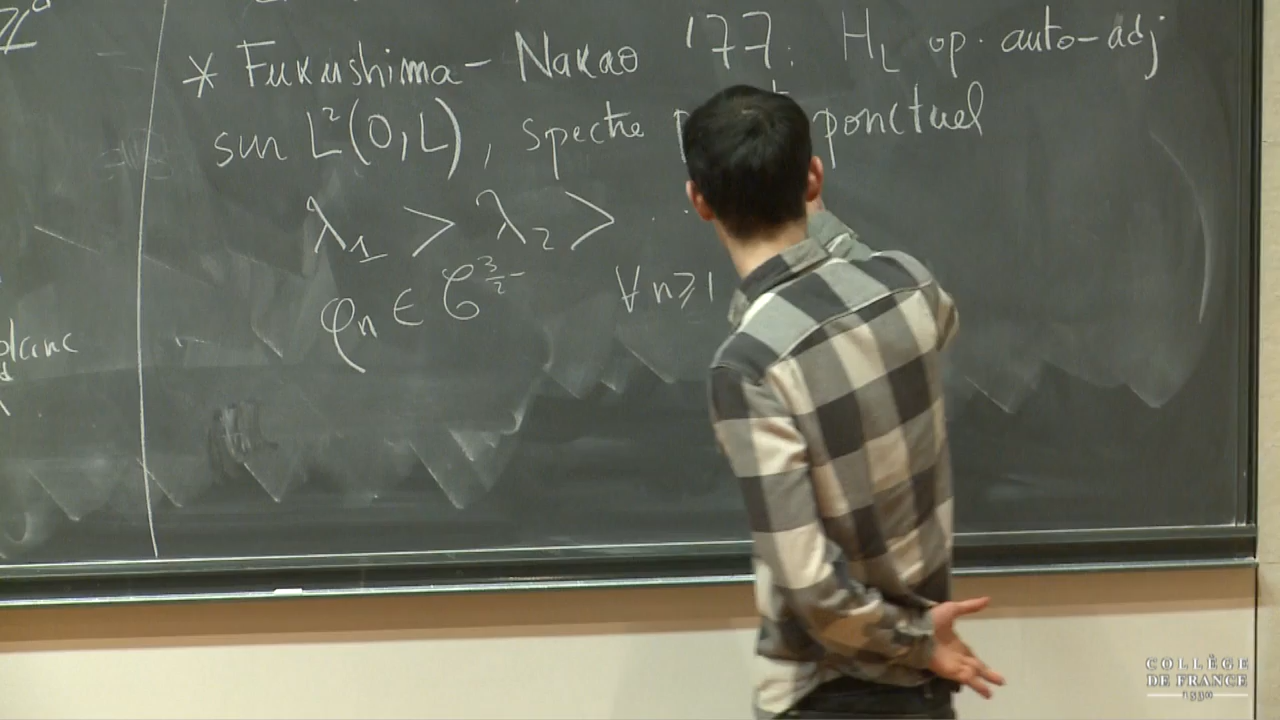 * Fukushima – Nakao '77 : H_L op. auto-adj
sur L²(0,L), spectre ponctuel
λ₁ > λ₂ > . .
φₙ ∈ C^{3/2 -} ∀n⩾1
COLLÈGE
DE FRANCE
1530